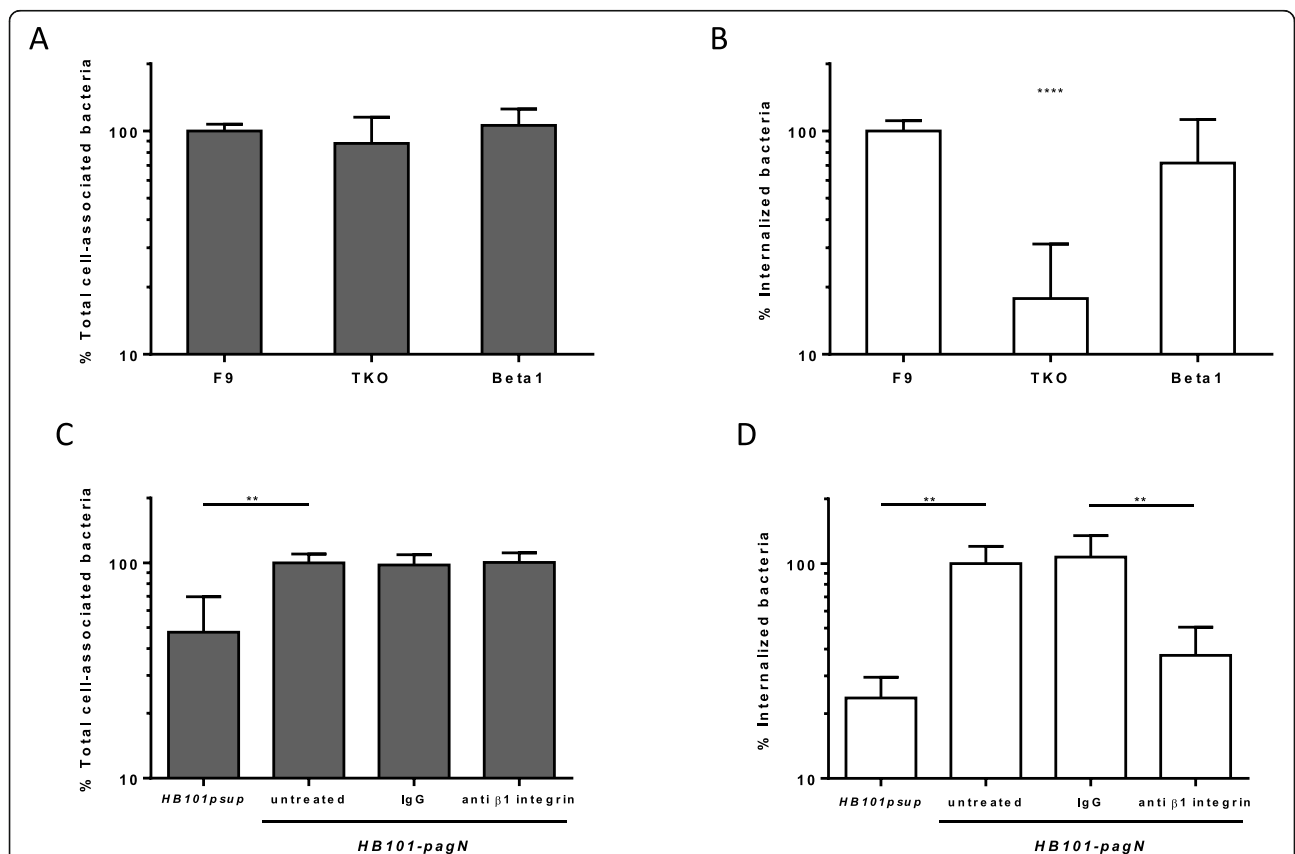 A
% Total cell-associated bacteria
100
10
F9 TKO Beta1
B
% Internalized bacteria
****
100
10
F9 TKO Beta1
C
% Total cell-associated bacteria
**
100
10
HB101psup untreated IgG anti β1 integrin
HB101-pagN
D
% Internalized bacteria
** **
100
10
HB101psup untreated IgG anti β1 integrin
HB101-pagN